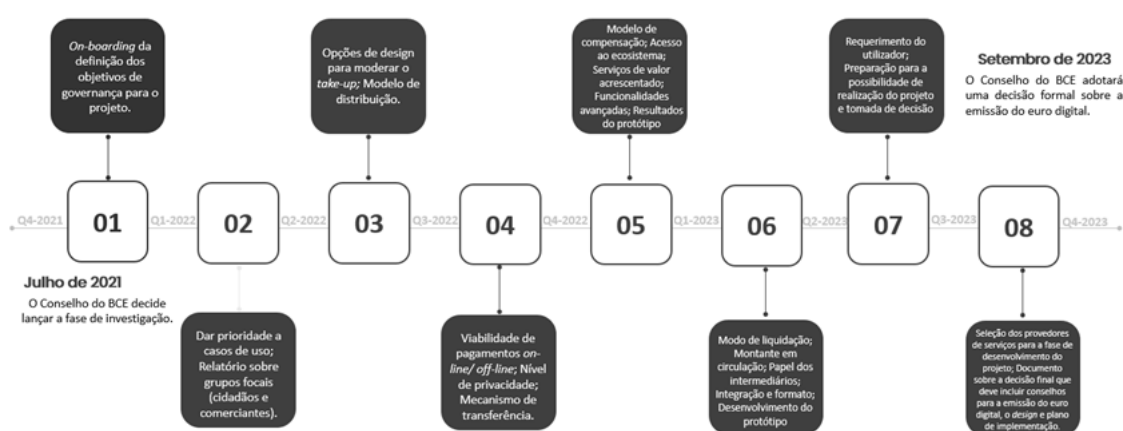 On-boarding da
definição dos
objetivos de
governança para o
projeto.
Opções de design
para moderar o
take-up; Modelo de
distribuição.
Modelo de
compensação; Acesso
ao ecosistema;
Serviços de valor
acrescentado;
Funcionalidades
avançadas; Resultados
do protótipo
Requerimento do
utilizador;
Preparação para a
possibilidade de
realização do projeto
e tomada de decisão
Setembro de 2023
O Conselho do BCE adotará
uma decisão formal sobre a
emissão do euro digital.
Q4-2021 01 Q1-2022 02 Q2-2022 03 Q3-2022 04 Q4-2022 05 Q1-2023 06 Q2-2023 07 Q3-2023 08 Q4-2023
Julho de 2021
O Conselho do BCE decide
lançar a fase de investigação.
Dar prioridade a
casos de uso;
Relatório sobre
grupos focais
(cidadãos e
comerciantes).
Viabilidade de
pagamentos on-
line/ off-line; Nível
de privacidade;
Mecanismo de
transferência.
Modo de liquidação;
Montante em
circulação; Papel dos
intermediários;
Integração e formato;
Desenvolvimento do
protótipo
Seleção dos provedores
de serviços para a fase de
desenvolvimento do
projeto; Documento
sobre a decisão final que
deve incluir conselhos
para a emissão do euro
digital, o design e plano
de implementação.